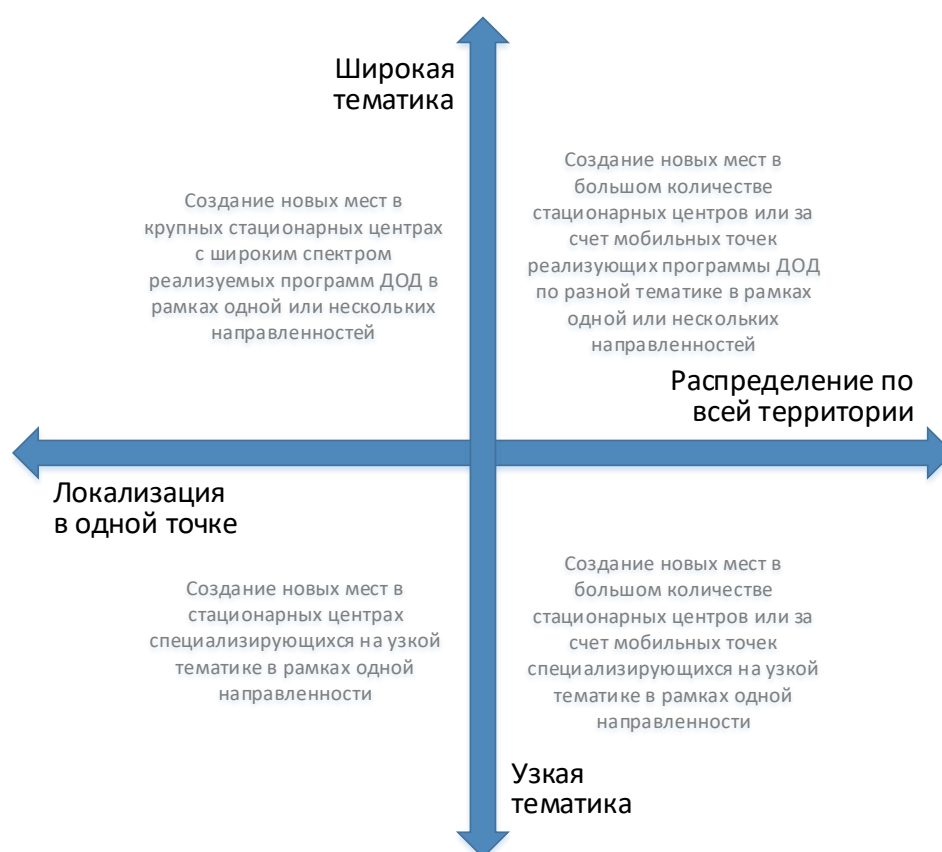 Широкая
тематика
Создание новых мест в
крупных стационарных центрах
с широким спектром
реализуемых программ ДОД в
рамках одной или нескольких
направленностей
Создание новых мест в
большом количестве
стационарных центров или за
счет мобильных точек
реализующих программы ДОД
по разной тематике в рамках
одной или нескольких
направленностей
Распределение по
всей территории
Локализация
в одной точке
Создание новых мест в
стационарных центрах
специализирующихся на узкой
тематике в рамках одной
направленности
Создание новых мест в
большом количестве
стационарных центров или за
счет мобильных точек
специализирующихся на узкой
тематике в рамках одной
направленности
Узкая
тематика